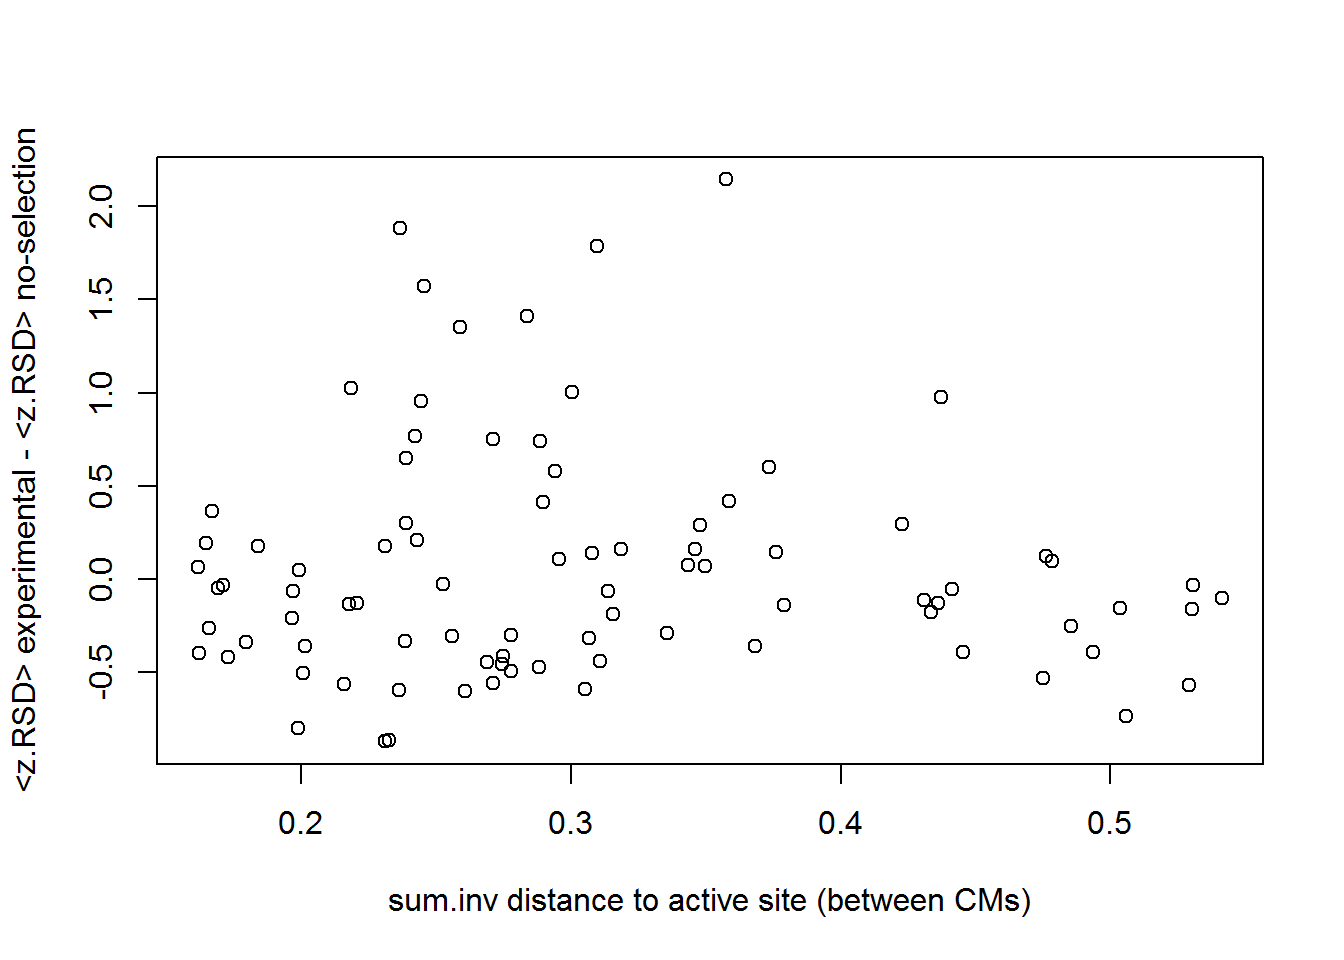 <z.RSD> experimental - <z.RSD> no-selection
2.0
1.5
1.0
0.5
0.0
-0.5
0.2 0.3 0.4 0.5
sum.inv distance to active site (between CMs)